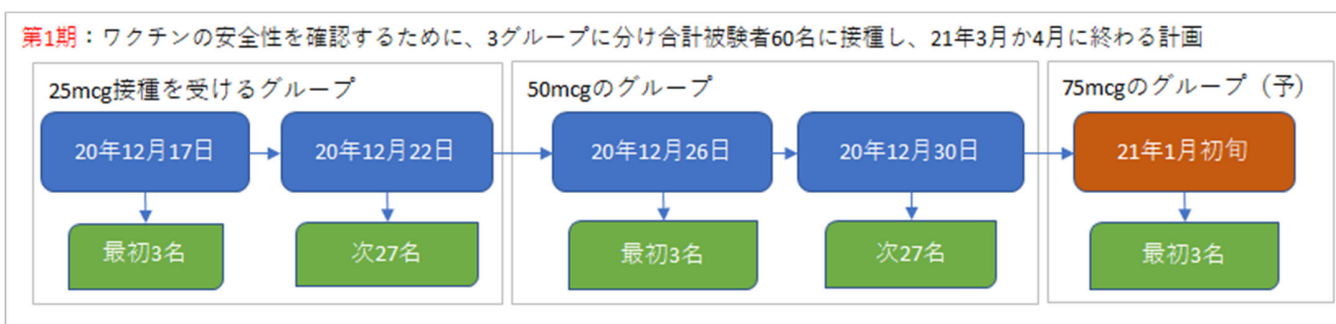 第1期：ワクチンの安全性を確認するために、3グループに分け合計被験者60名に接種し、21年3月か4月に終わる計画
25mcg接種を受けるグループ
20年12月17日
20年12月22日
最初3名
次27名
50mcgのグループ
20年12月26日
20年12月30日
最初3名
次27名
75mcgのグループ（予）
21年1月初旬
最初3名